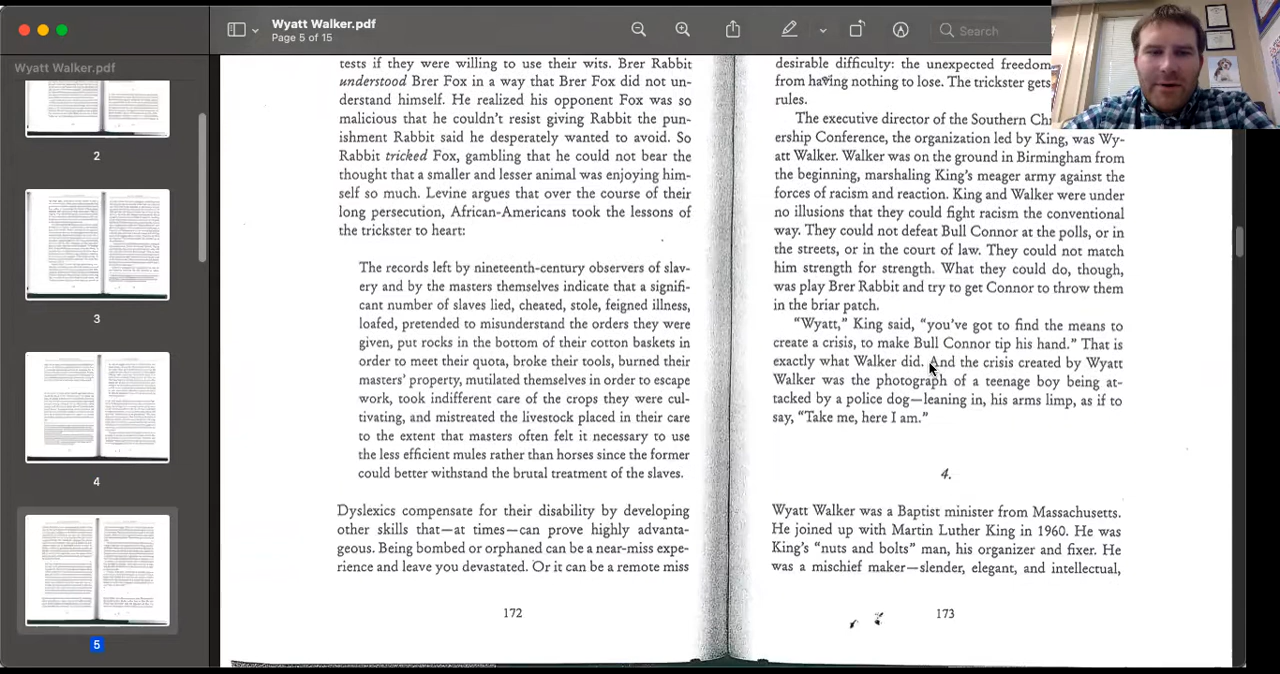 Wyatt Walker.pdf
Page 5 of 15
Search
Wyatt Walker.pdf
2
3
4
5
tests if they were willing to use their wits. Brer Rabbit
understood Brer Fox in a way that Brer Fox did not un-
derstand himself. He realized his opponent Fox was so
malicious that he couldn't resist giving Rabbit the pun-
ishment Rabbit said he desperately wanted to avoid. So
Rabbit tricked Fox, gambling that he could not bear the
thought that a smaller and lesser animal was enjoying him-
self so much. Levine argues that over the course of their
long persecution, African-Americans took the lessons of
the trickster to heart:
The records left by nineteenth-century observers of slav-
ery and by the masters themselves indicate that a signifi-
cant number of slaves lied, cheated, stole, feigned illness,
loafed, pretended to misunderstand the orders they were
given, put rocks in the bottom of their cotton baskets in
order to meet their quota, broke their tools, burned their
masters' property, mutilated themselves in order to escape
work, took indifferent care of the crops they were cul-
tivating, and mistreated the livestock placed in their care
to the extent that masters often felt it necessary to use
the less efficient mules rather than horses since the former
could better withstand the brutal treatment of the slaves.
Dyslexics compensate for their disability by developing
other skills that—at times—can prove highly advanta-
geous. Being bombed or orphaned can be a near-miss expe-
rience and leave you devastated. Or it can be a remote miss
172
desirable difficulty: the unexpected freedom
from having nothing to lose. The trickster gets
rules.
The executive director of the Southern
ership Conference, the organization led by King, was Wy-
att Walker. Walker was on the ground in Birmingham from
the beginning, marshaling King's meager army against the
forces of racism and reaction. King and Walker were under
no illusion that they could fight racism the conventional
way. They could not defeat Bull Connor at the polls, or in
the streets, or in the court of law. They could not match
him strength for strength. What they could do, though,
was play Brer Rabbit and try to get Connor to throw them
in the briar patch.
"Wyatt," King said, "you've got to find the means to
create a crisis, to make Bull Connor tip his hand." That is
Walker did. And the crisis created by Wyatt
Walker was the photograph of a teenage boy being at-
tacked by a police dog—leaning in, his arms limp, as if to
say, "Take me, here I am."
4.
Wyatt Walker was a Baptist minister from Massachusetts.
He joined up with Martin Luther King in 1960. He was
King's "nuts and bolts" man, his organizer and fixer. He
was a mischief maker—slender, elegant, and intellectual,
173